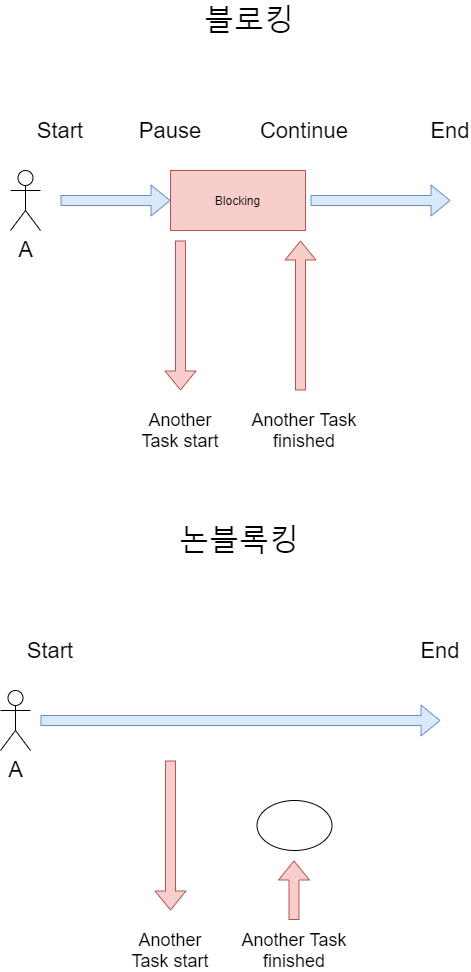 블로킹
Start Pause Continue End
Blocking
A
Another Another Task
Task start finished
논블록킹
Start End
A
Another Another Task
Task start finished